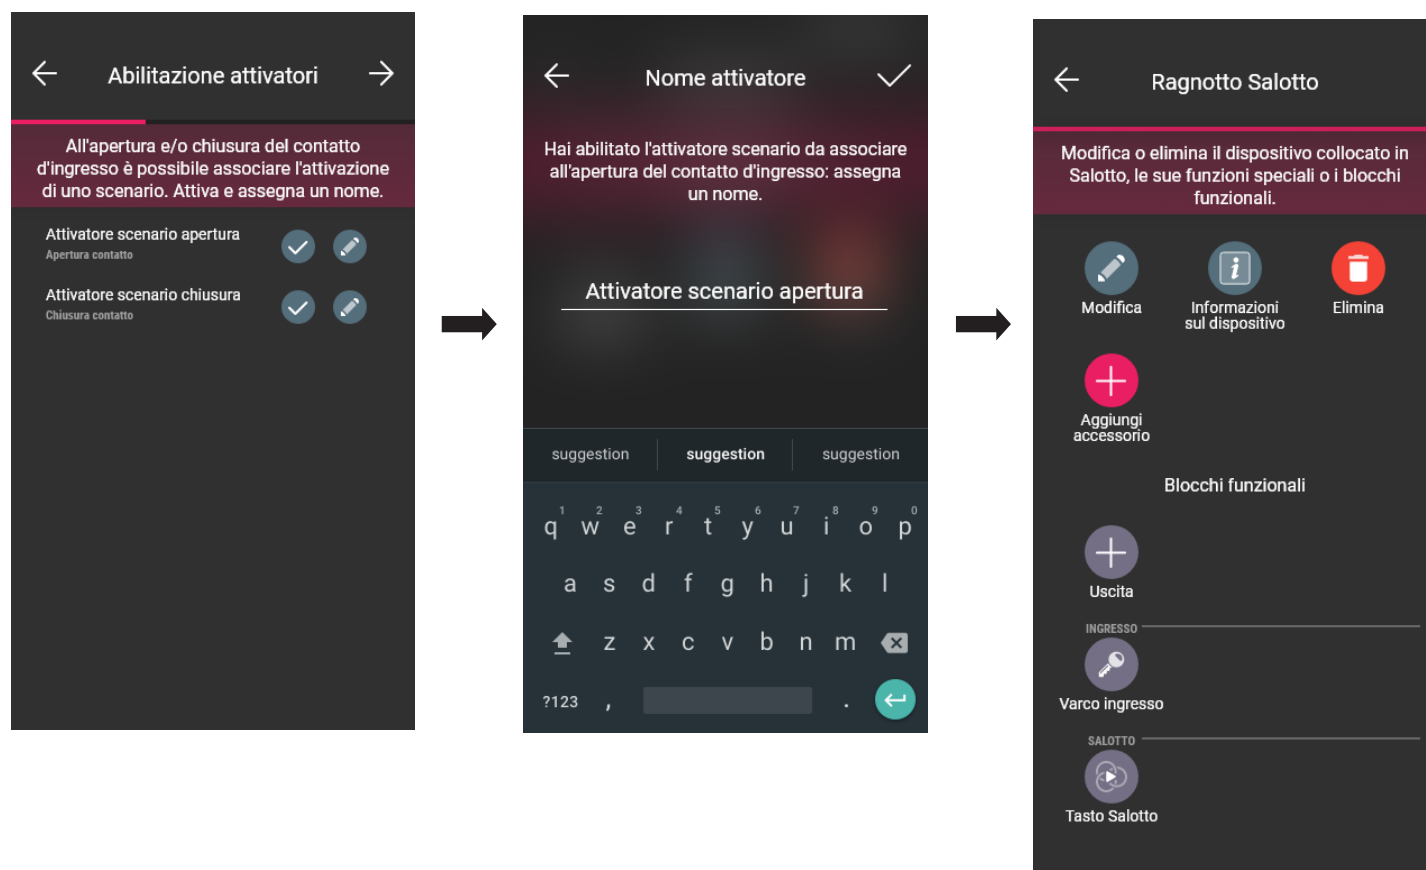 Abilitazione attivatori
All'apertura e/o chiusura del contatto
d'ingresso è possibile associare l'attivazione
di uno scenario. Attiva e assegna un nome.
Attivatore scenario apertura
Apertura contatto
Attivatore scenario chiusura
Chiusura contatto
Nome attivatore
Hai abilitato l'attivatore scenario da associare
all'apertura del contatto d'ingresso: assegna
un nome.
Attivatore scenario apertura
suggestion suggestion suggestion
1 2 3 4 5 6 7 8 9 0
q w e r t y u i o p
a s d f g h j k l
z x c v b n m
?123 , .
Ragnotto Salotto
Modifica o elimina il dispositivo collocato in
Salotto, le sue funzioni speciali o i blocchi
funzionali.
Modifica
Informazioni
sul dispositivo
Elimina
Aggiungi
accessorio
Blocchi funzionali
Uscita
INGRESSO
Varco ingresso
SALOTTO
Tasto Salotto